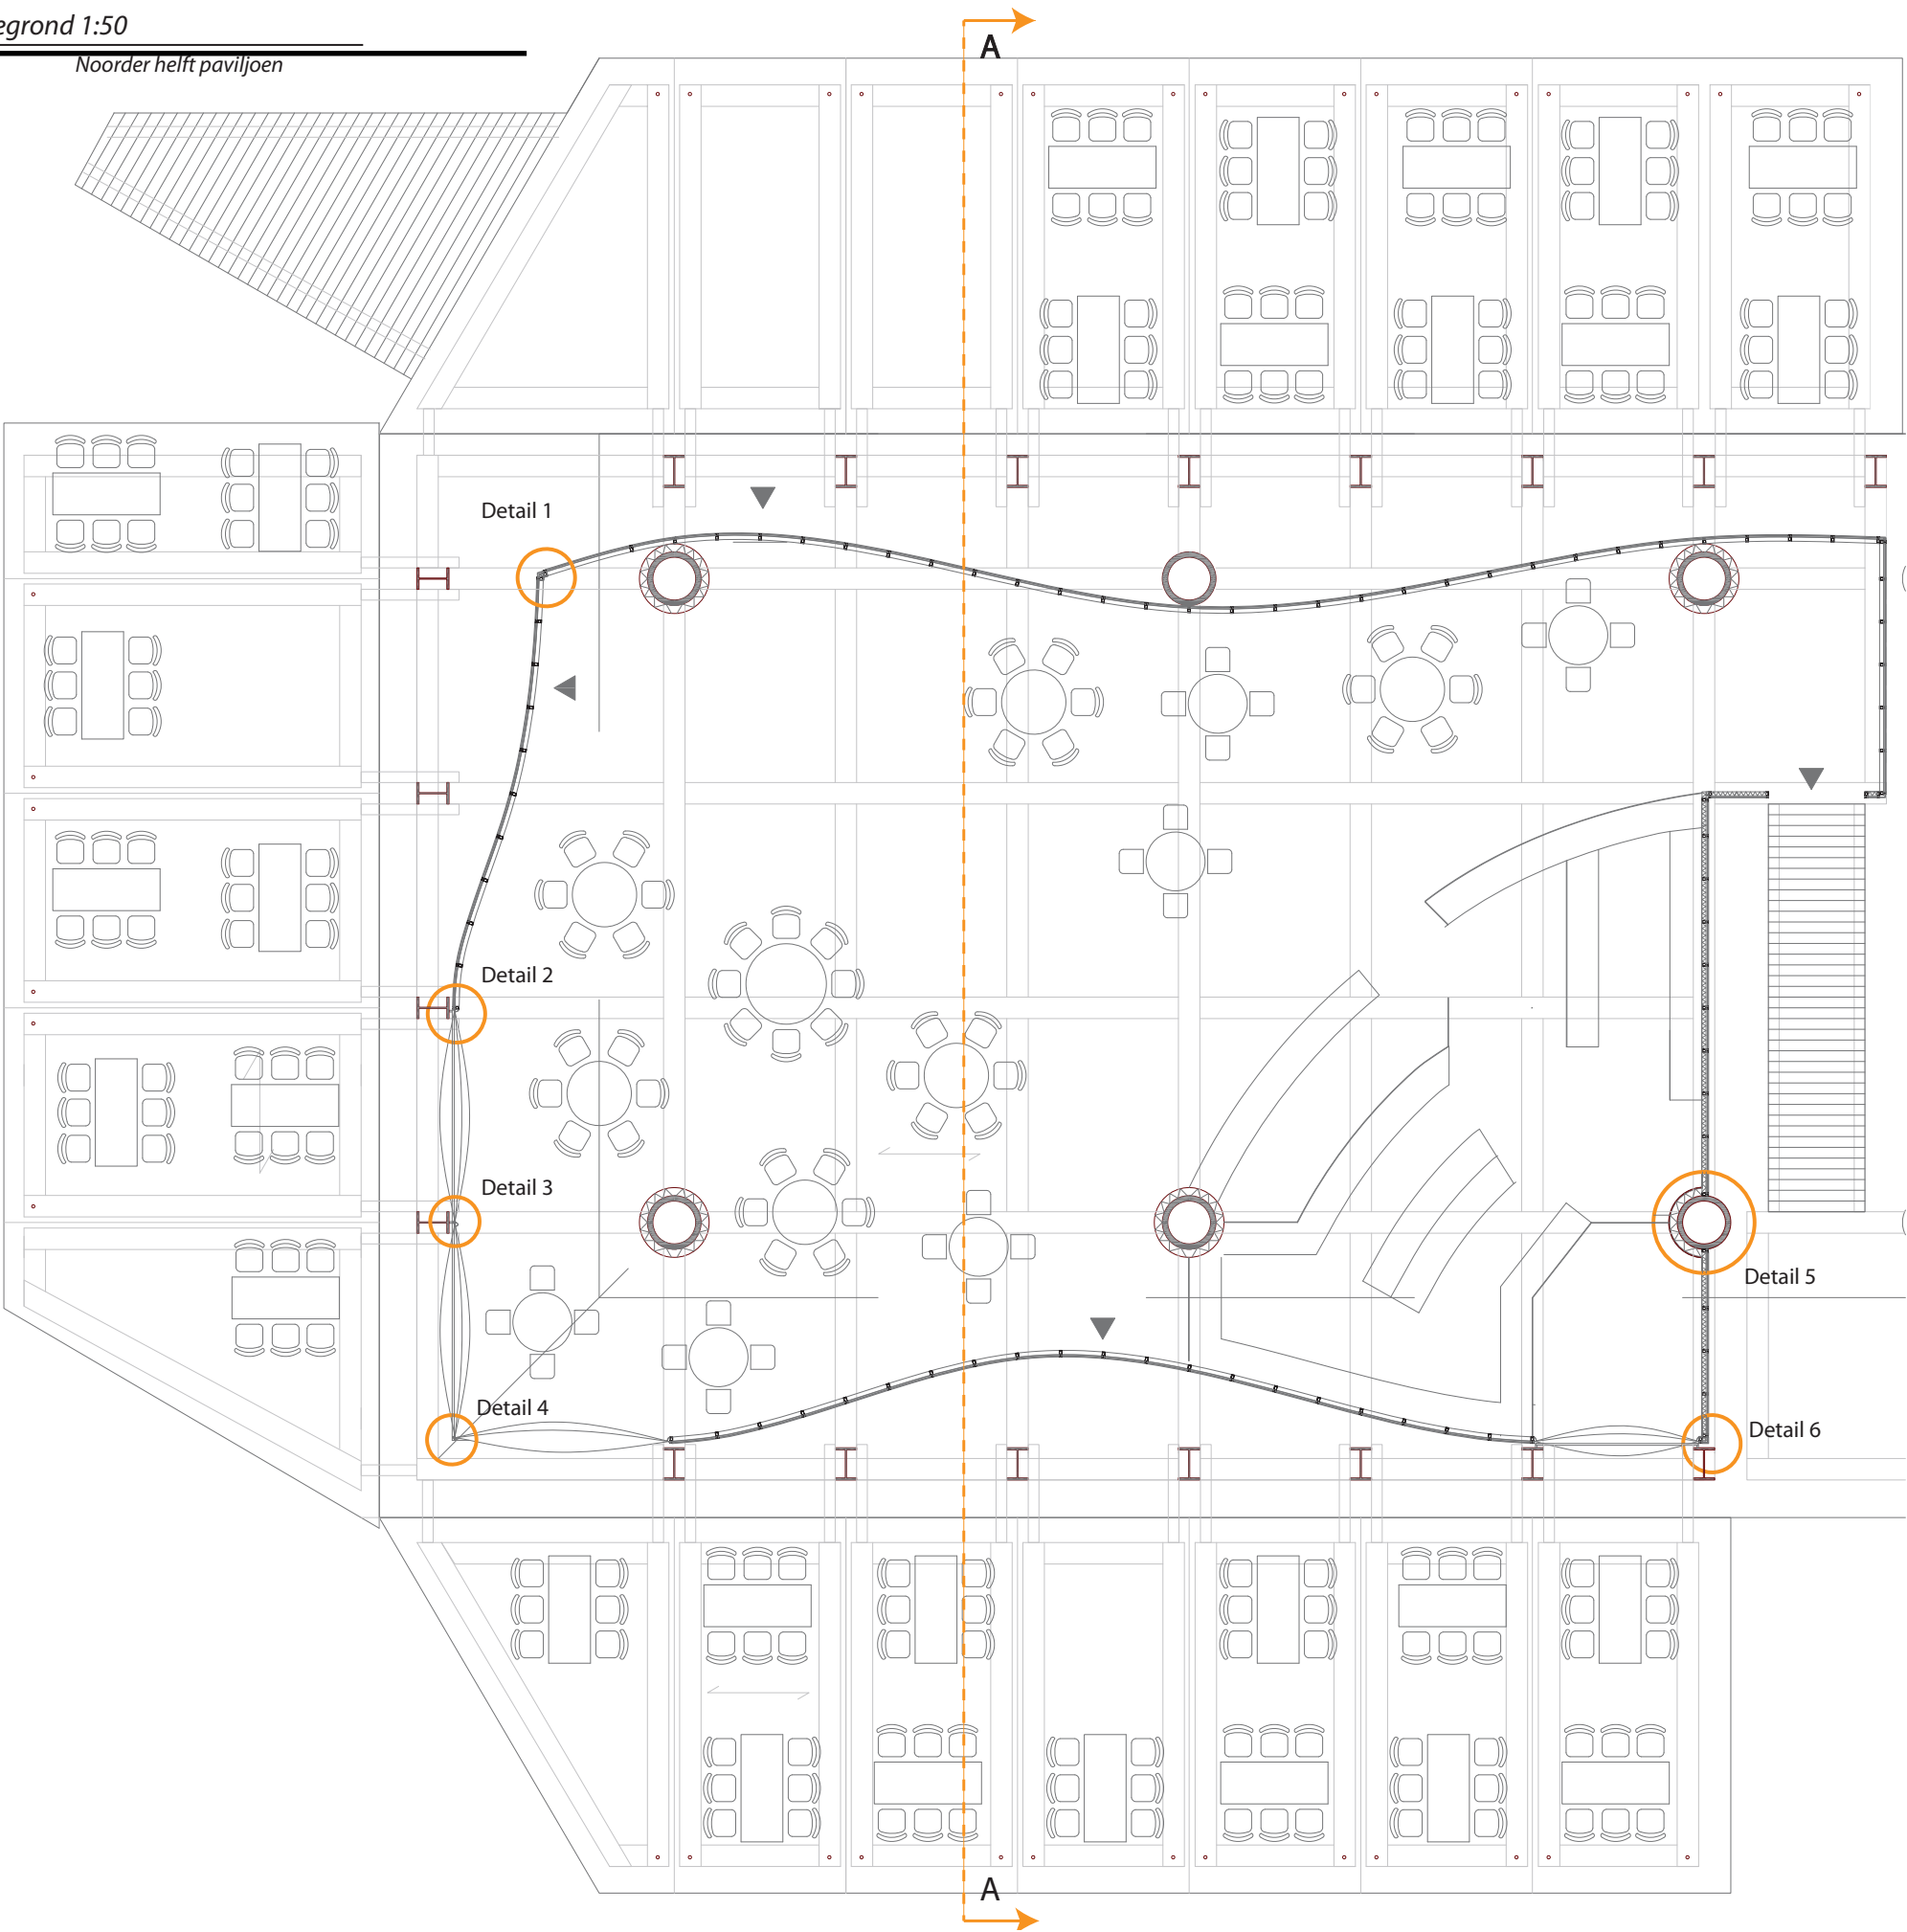 egrond 1:50
Noorder helft paviljoen
A
Detail 1
Detail 2
Detail 3
Detail 4
Detail 5
Detail 6
A